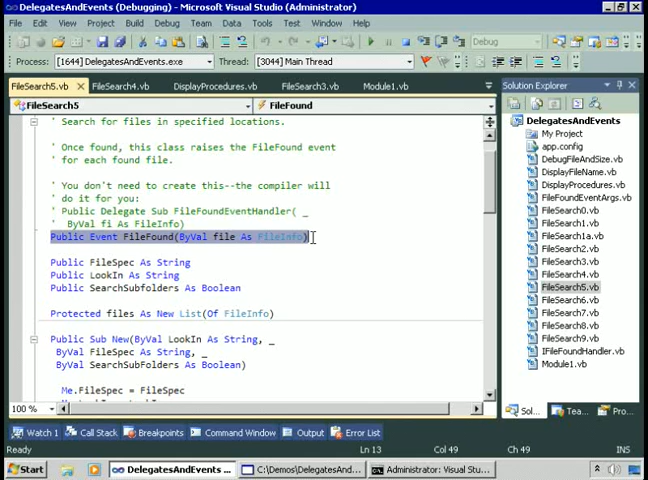 DelegatesAndEvents (Debugging) - Microsoft Visual Studio (Administrator)
File Edit View Project Build Debug Team Data Tools Test Window Help
Debug
Process: [1644] DelegatesAndEvents.exe Thread: [3044] Main Thread
FileSearch5.vb FileSearch4.vb DisplayProcedures.vb FileSearch3.vb Module1.vb
FileSearch5 FileFound
' Search for files in specified locations.
' Once found, this class raises the FileFound event
' for each found file.
' You don't need to create this--the compiler will
' do it for you:
' Public Delegate Sub FileFoundEventHandler( _
' ByVal fi As FileInfo)
Public Event FileFound(ByVal file As FileInfo)
Public FileSpec As String
Public LookIn As String
Public SearchSubfolders As Boolean
Protected files As New List(Of FileInfo)
Public Sub New(ByVal LookIn As String, _
ByVal FileSpec As String, _
ByVal SearchSubfolders As Boolean)
Me.FileSpec = FileSpec
100 %
Solution Explorer
DelegatesAndEvents
My Project
app.config
DebugFileAndSize.vb
DisplayFileName.vb
DisplayProcedures.vb
FileFoundEventArgs.vb
FileSearch0.vb
FileSearch1.vb
FileSearch1a.vb
FileSearch2.vb
FileSearch3.vb
FileSearch4.vb
FileSearch5.vb
FileSearch6.vb
FileSearch7.vb
FileSearch8.vb
FileSearch9.vb
IFileFoundHandler.vb
Module1.vb
Sol... Tea... Pro...
Watch 1 Call Stack Breakpoints Command Window Output Error List
Ready Ln 13 Col 49 Ch 49 INS
Start DelegatesAndEvents ... C:\Demos\DelegatesAnd... Administrator: Visual Stu...